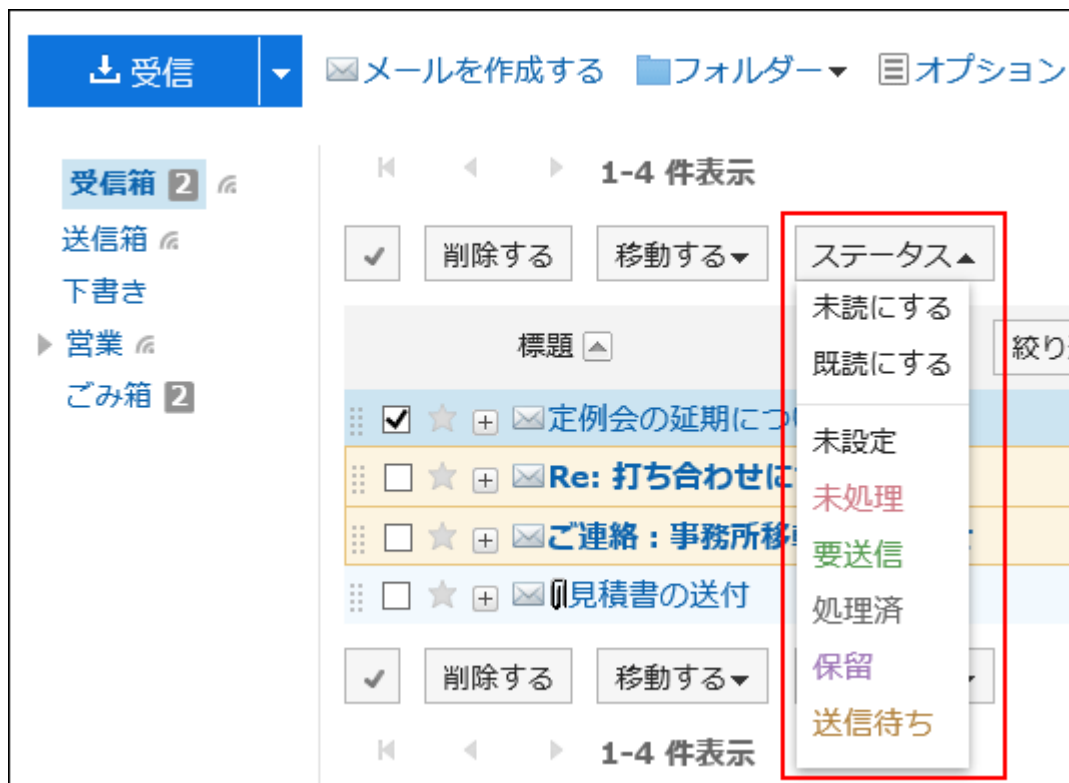 受信 メールを作成する フォルダー オプション
受信箱 2
送信箱
下書き
営業
ごみ箱 2
1-4 件表示
削除する 移動する ステータス
標題 絞り
未読にする
既読にする
未設定
未処理
要送信
処理済
保留
送信待ち
定例会の延期につ
Re: 打ち合わせに
ご連絡：事務所移
見積書の送付
削除する 移動する
1-4 件表示